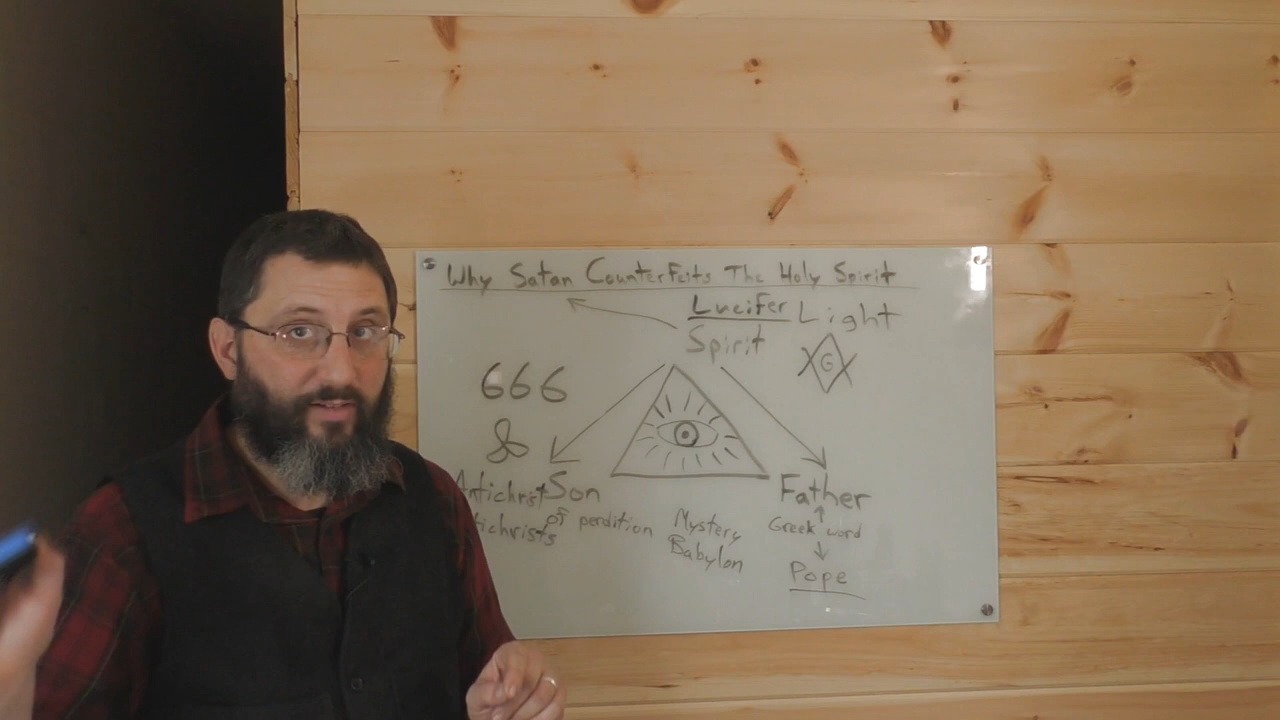 Why Satan Counterfeits The Holy Spirit
Lucifer Light
Spirit
G
666
&
Antichrist Son Father
tichrists of perdition Mystery Greek word
Babylon
Pope